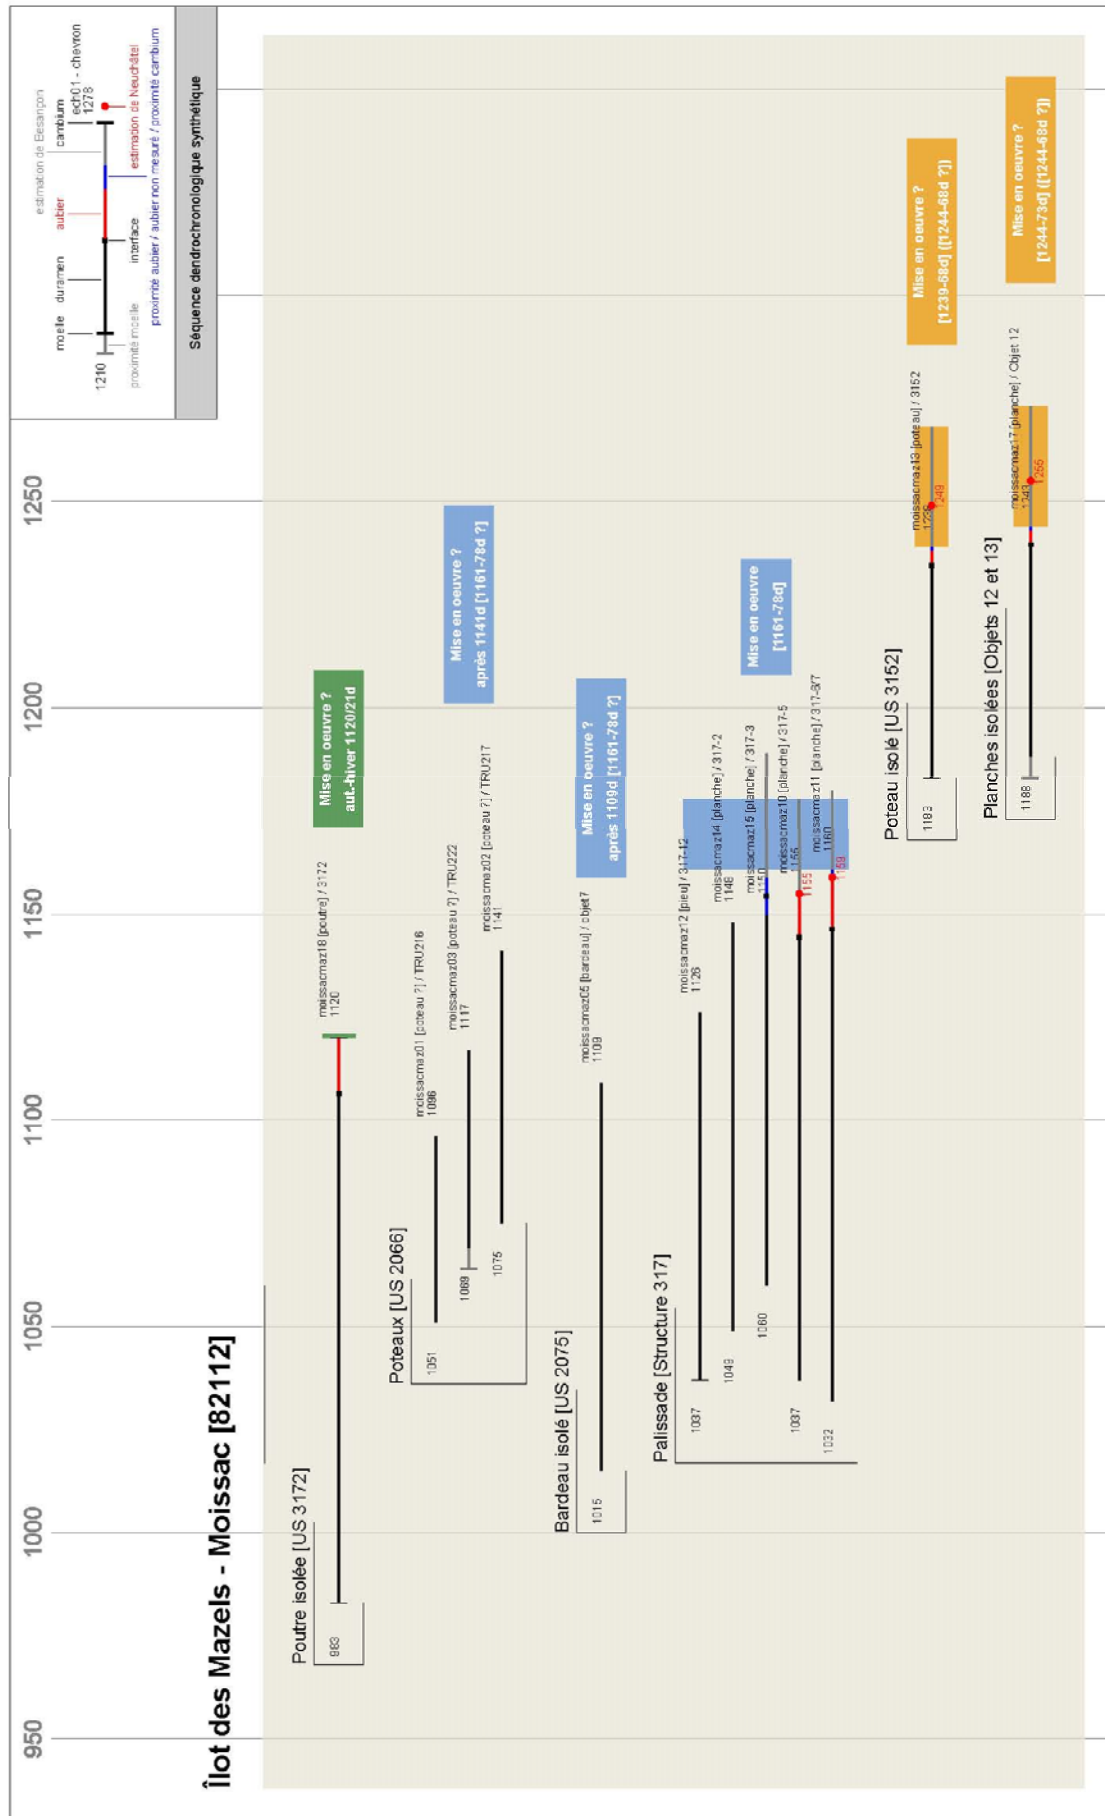 Îlot des Mazels - Moissac [82112]
950
1000
1050
1100
1150
1200
1250
estimation de Besançon
moelle
duramen
aubier
cambium
ech01 - chevron
1278
1210
proximité moelle
interface
estimation de Neuchâtel
proximité aubier / aubier non mesuré / proximité cambium
Séquence dendrochronologique synthétique
Poutre isolée [US 3172]
983
moissacmaz18 [poutre] / 3172
1120
Mise en oeuvre ?
aut.-hiver 1120/21d
Poteaux [US 2066]
1051
moissacmaz01 [poteau ?] / TRU216
1096
1069
moissacmaz03 [poteau ?] / TRU222
1117
1075
moissacmaz02 [poteau ?] / TRU217
1141
Mise en oeuvre ?
après 1141d [1161-78d ?]
Bardeau isolé [US 2075]
1015
moissacmaz05 [bardeau] / objet7
1109
Mise en oeuvre ?
après 1109d [1161-78d ?]
Palissade [Structure 317]
1037
moissacmaz12 [pieu] / 317-12
1126
1049
moissacmaz14 [planche] / 317-2
1148
1060
moissacmaz15 [planche] / 317-3
1150
1037
moissacmaz10 [planche] / 317-5
1155
1155
1032
moissacmaz11 [planche] / 317-6/7
1160
1159
Mise en oeuvre
[1161-78d]
Poteau isolé [US 3152]
1183
moissacmaz13 [poteau] / 3152
1238
1249
Mise en oeuvre ?
[1239-68d] ([1244-68d ?])
Planches isolées [Objets 12 et 13]
1188
moissacmaz17 [planche] / Objet 12
1243
1255
Mise en oeuvre ?
[1244-73d] ([1244-68d ?])